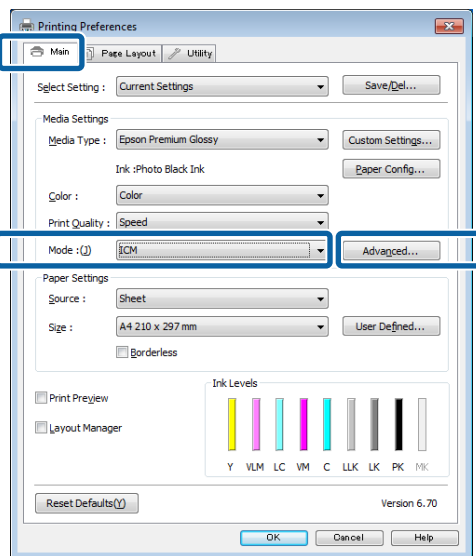 Printing Preferences
Main Page Layout Utility
Select Setting : Current Settings Save/Del...
Media Settings
Media Type : Epson Premium Glossy Custom Settings...
Ink :Photo Black Ink Paper Config...
Color : Color
Print Quality : Speed
Mode :(J) ICM Advanced...
Paper Settings
Source : Sheet
Size : A4 210 x 297 mm User Defined...
Borderless
Ink Levels
Print Preview
Layout Manager
Y VLM LC VM C LLK LK PK MK
Reset Defaults(Y) Version 6.70
OK Cancel Help